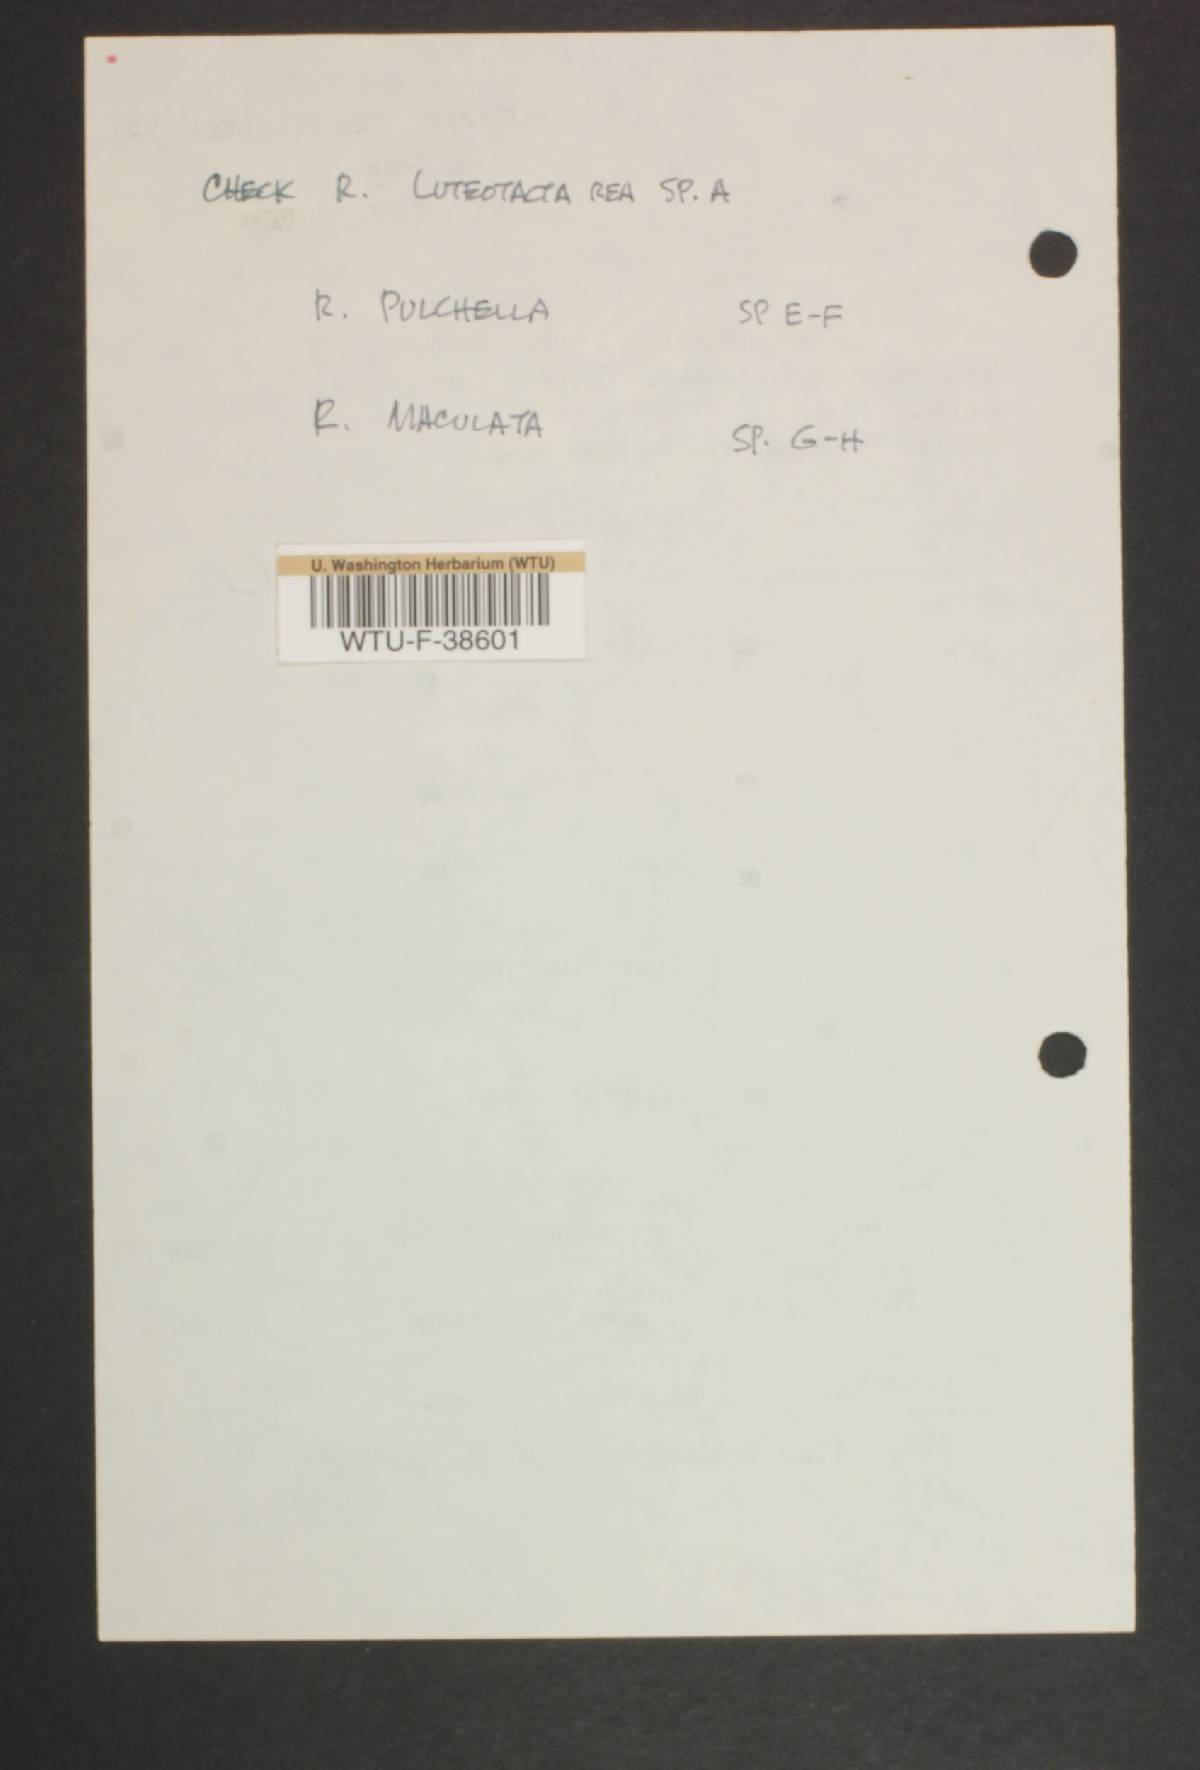 CHECK R. LUTEOTACTA REA SP. A
R. PULCHELLA SP E-F
R. MACULATA SP. G-H
U. Washington Herbarium (WTU)
WTU-F-38601